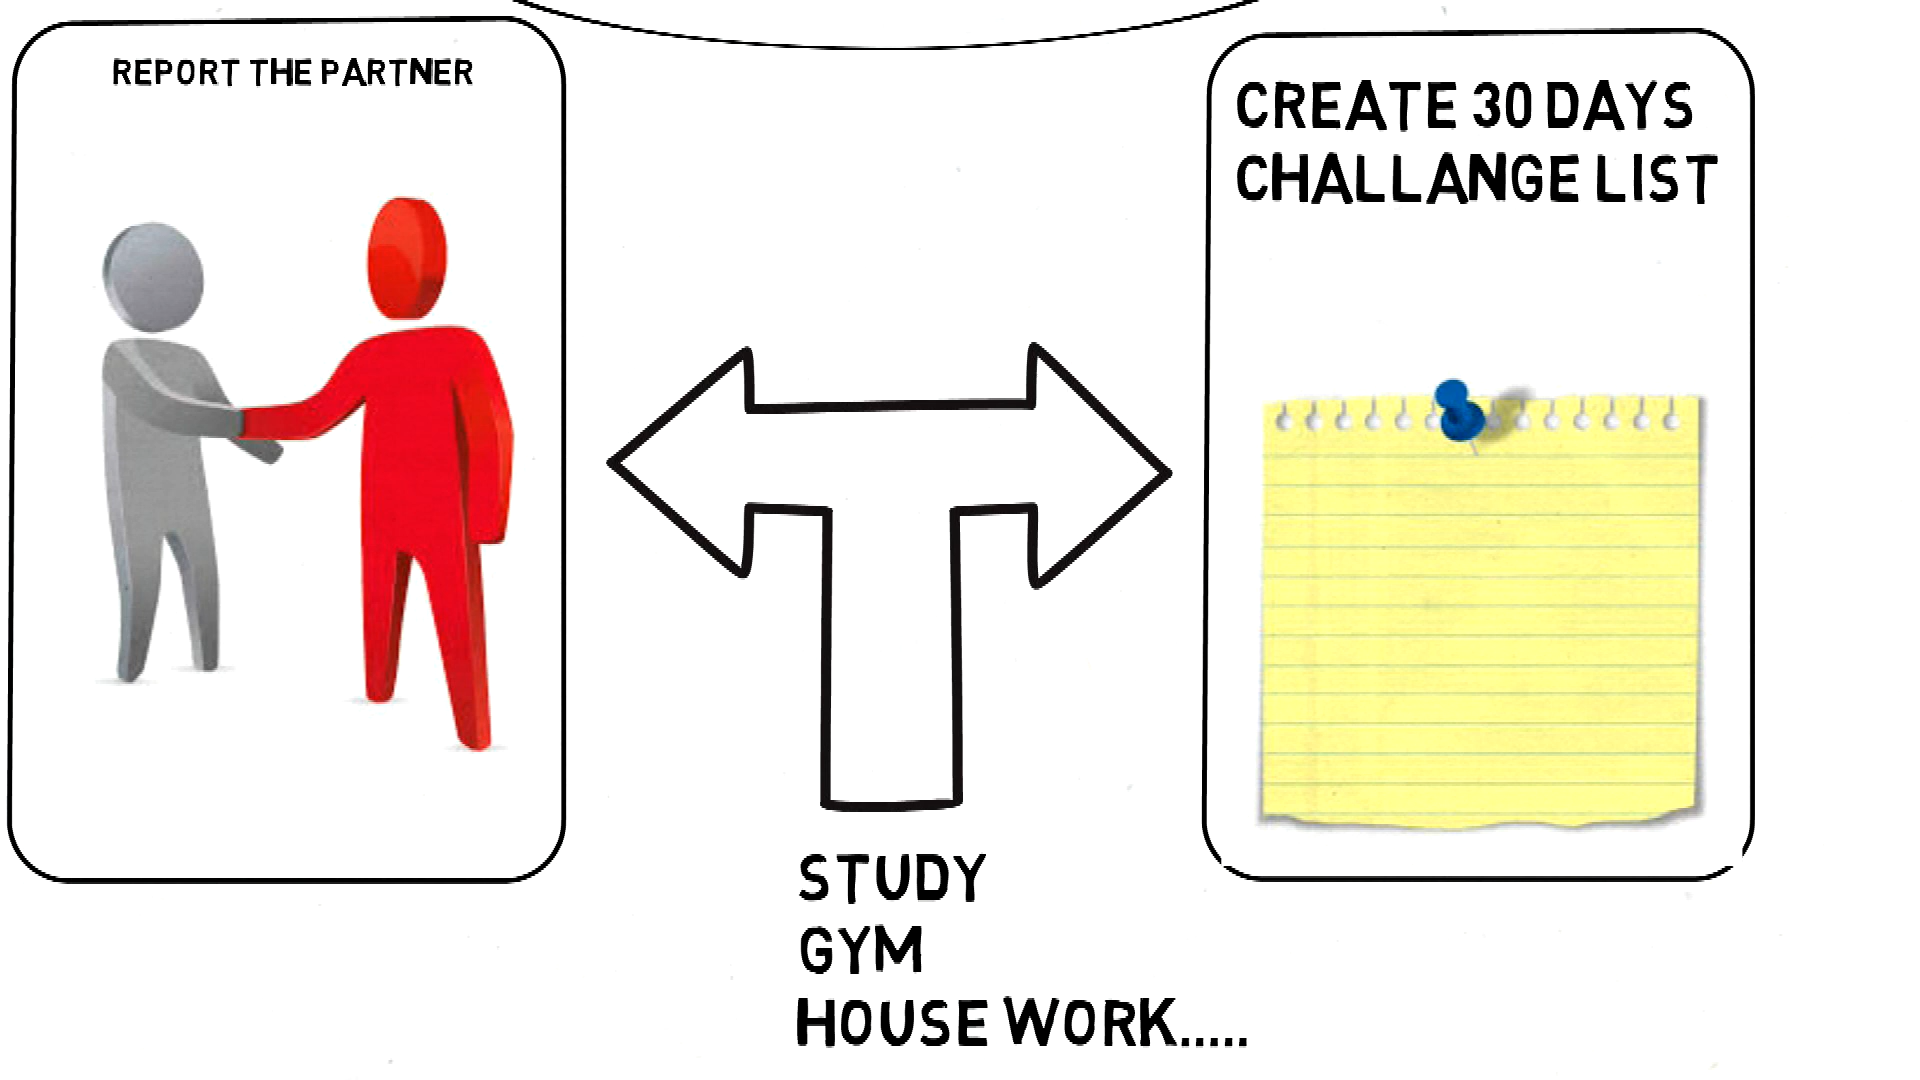 REPORT THE PARTNER
CREATE 30 DAYS
CHALLANGE LIST
STUDY
GYM
HOUSE WORK.....